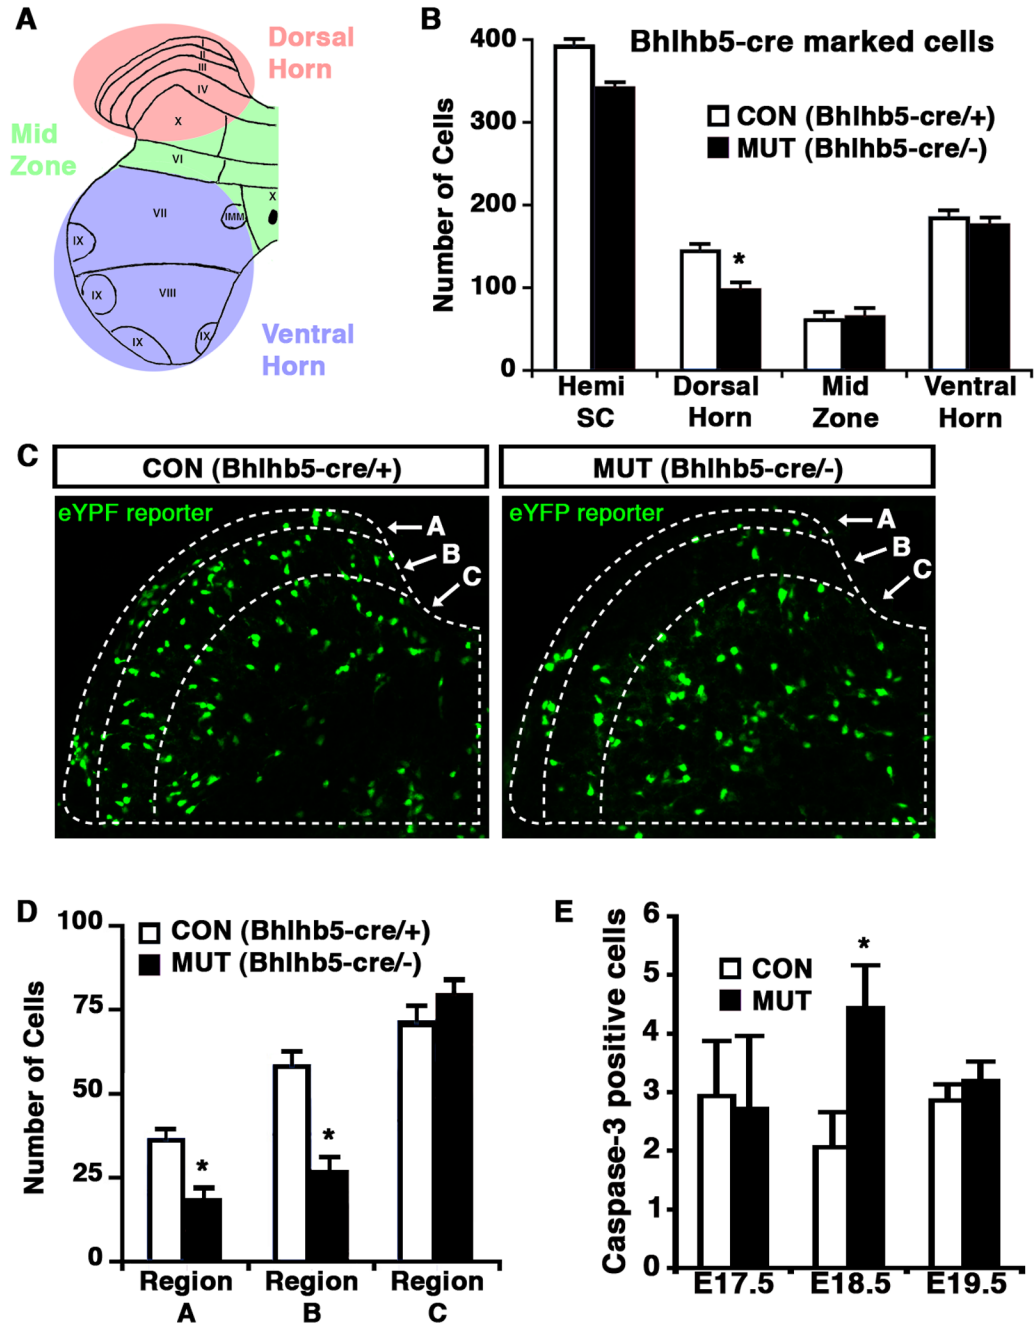 A
Dorsal
Horn
Mid
Zone
Ventral
Horn
I
II
III
IV
X
VI
X
VII
IMM
IX
IX
VIII
IX
IX
B
Bhlhb5-cre marked cells
CON (Bhlhb5-cre/+)
MUT (Bhlhb5-cre/-)
Number of Cells
400
300
200
100
0
*
Hemi
SC
Dorsal
Horn
Mid
Zone
Ventral
Horn
C
CON (Bhlhb5-cre/+)
MUT (Bhlhb5-cre/-)
eYPF reporter
A
B
C
eYFP reporter
A
B
C
D
CON (Bhlhb5-cre/+)
MUT (Bhlhb5-cre/-)
Number of Cells
100
75
50
25
0
*
*
Region
A
Region
B
Region
C
E
CON
MUT
Caspase-3 positive cells
6
5
4
3
2
1
0
*
E17.5
E18.5
E19.5